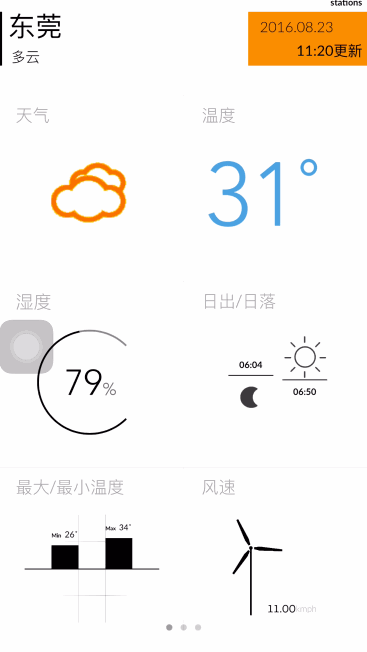 stations
东莞
多云
2016.08.23
11:20更新
天气
温度
31°
湿度
日出/日落
79%
06:04
06:50
最大/最小温度
风速
Min 26°
Max 34°
11.00kmph